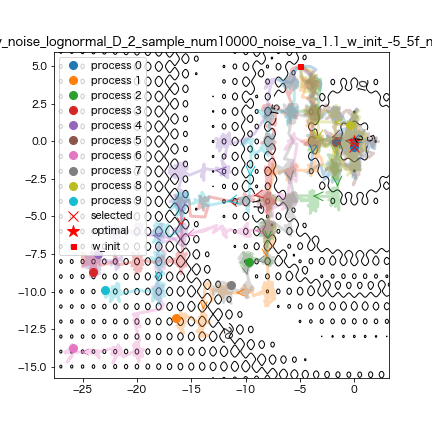 _noise_lognormal_D_2_sample_num10000_noise_va_1.1_w_init_-5_5f_n
5.0
2.5
0.0
−2.5
−5.0
−7.5
−10.0
−12.5
−15.0
process 0
process 1
process 2
process 3
process 4
process 5
process 6
process 7
process 8
process 9
selected
optimal
w_init
−25
−20
−15
−10
−5
0